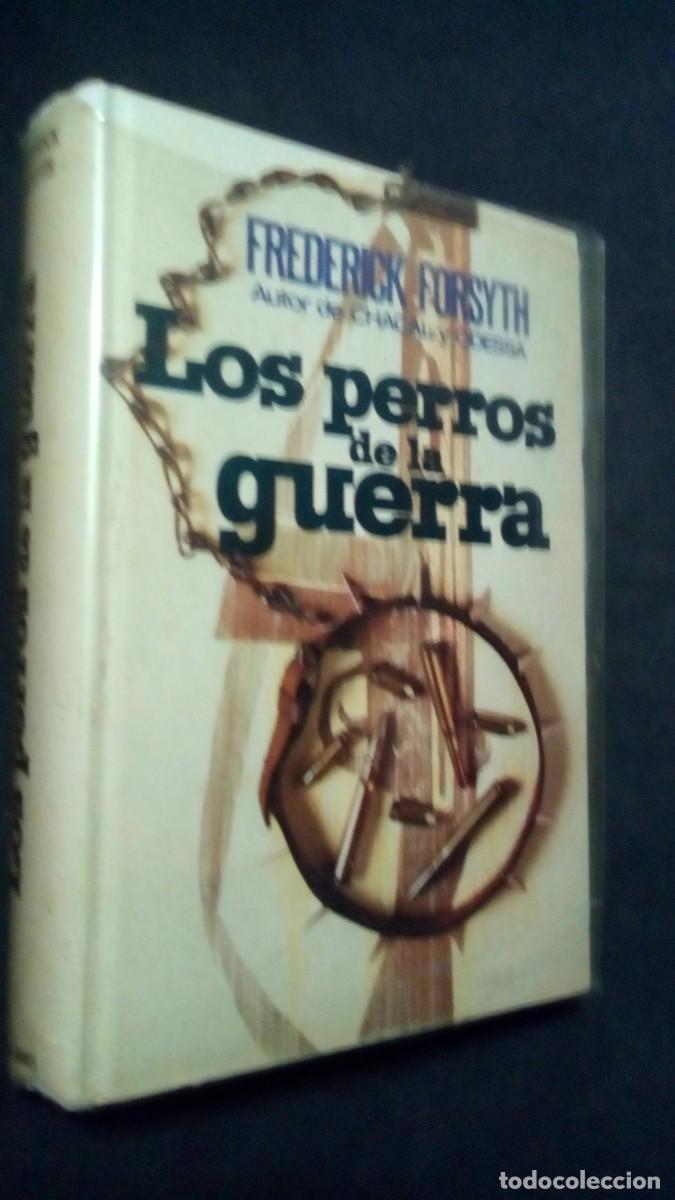 FREDERICK FORSYTH
Autor de CHACAL y ODESSA
Los perros
de la
guerra
Los perros de la guerra
todocoleccion